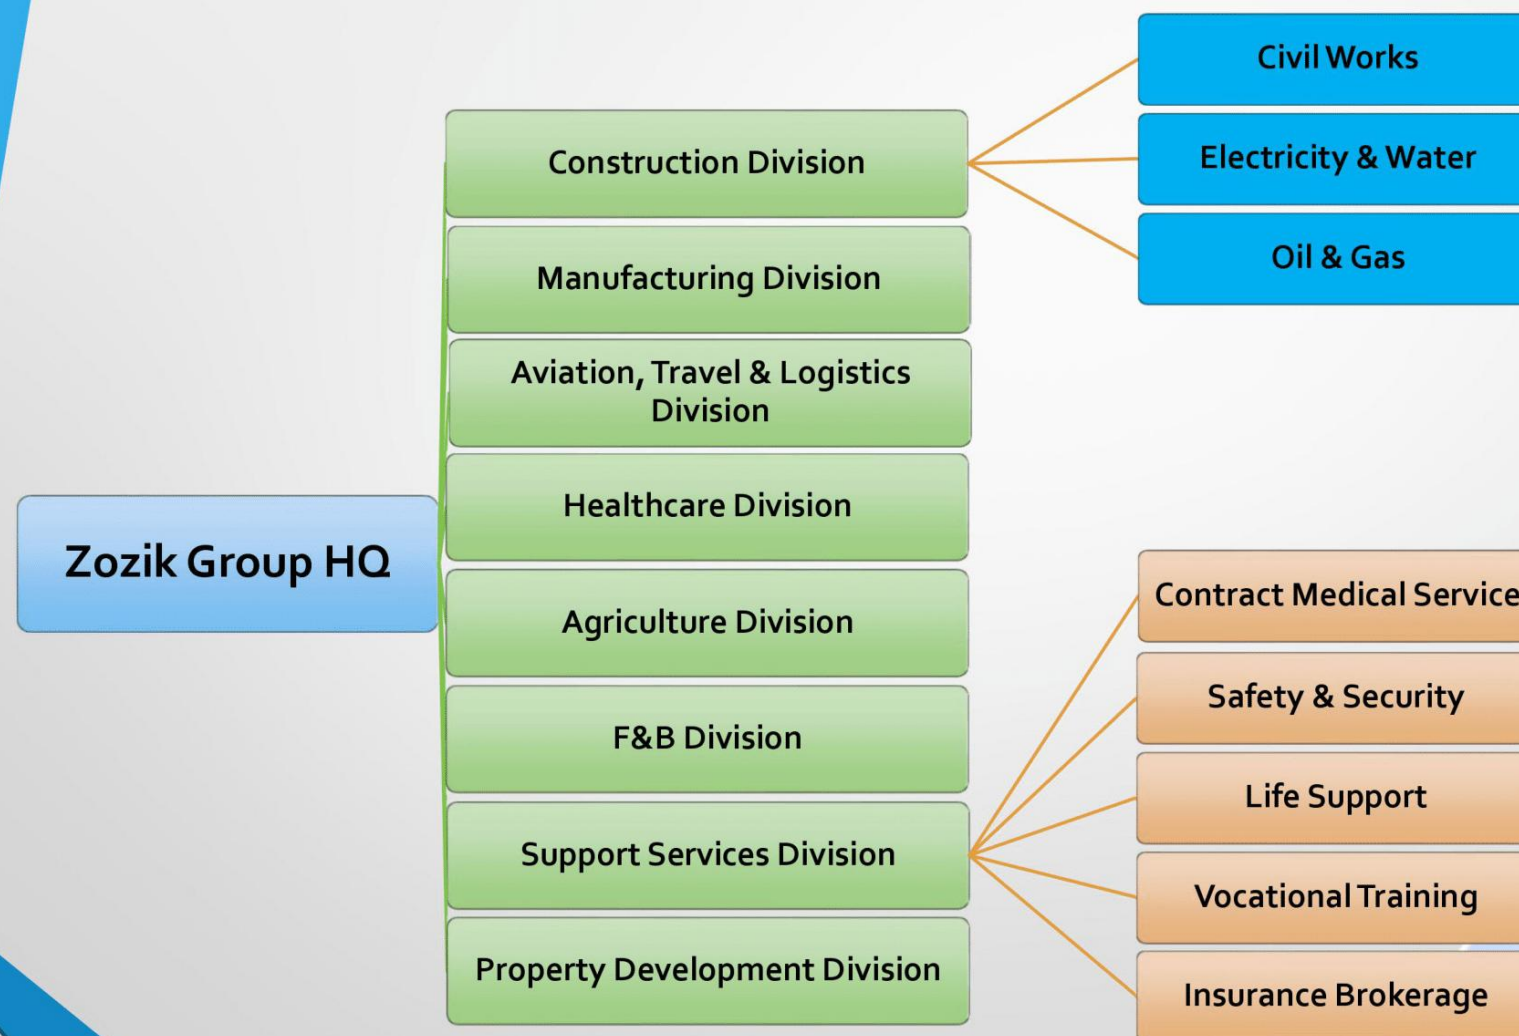 Zozik Group HQ
Construction Division
Manufacturing Division
Aviation, Travel & Logistics
Division
Healthcare Division
Agriculture Division
F&B Division
Support Services Division
Property Development Division
Civil Works
Electricity & Water
Oil & Gas
Contract Medical Service
Safety & Security
Life Support
Vocational Training
Insurance Brokerage